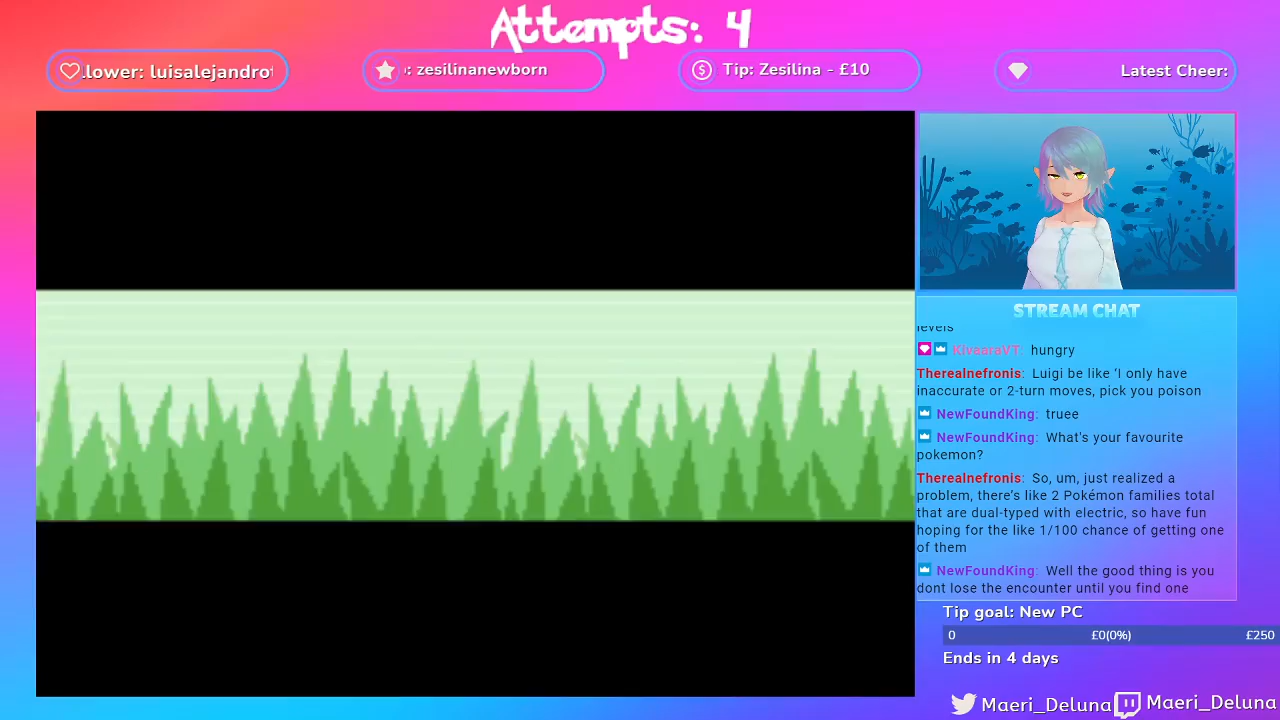 Attempts: 4
lower: luisalejandro
: zesilinanewborn
Tip: Zesilina - £10
Latest Cheer:
STREAM CHAT
levels
KivaaraVT: hungry
Therealnefronis: Luigi be like ‘I only have
inaccurate or 2-turn moves, pick you poison
NewFoundKing: truee
NewFoundKing: What's your favourite
pokemon?
Therealnefronis: So, um, just realized a
problem, there’s like 2 Pokémon families total
that are dual-typed with electric, so have fun
hoping for the like 1/100 chance of getting one
of them
NewFoundKing: Well the good thing is you
dont lose the encounter until you find one
Tip goal: New PC
0 £0(0%) £250
Ends in 4 days
Maeri_Deluna Maeri_Deluna